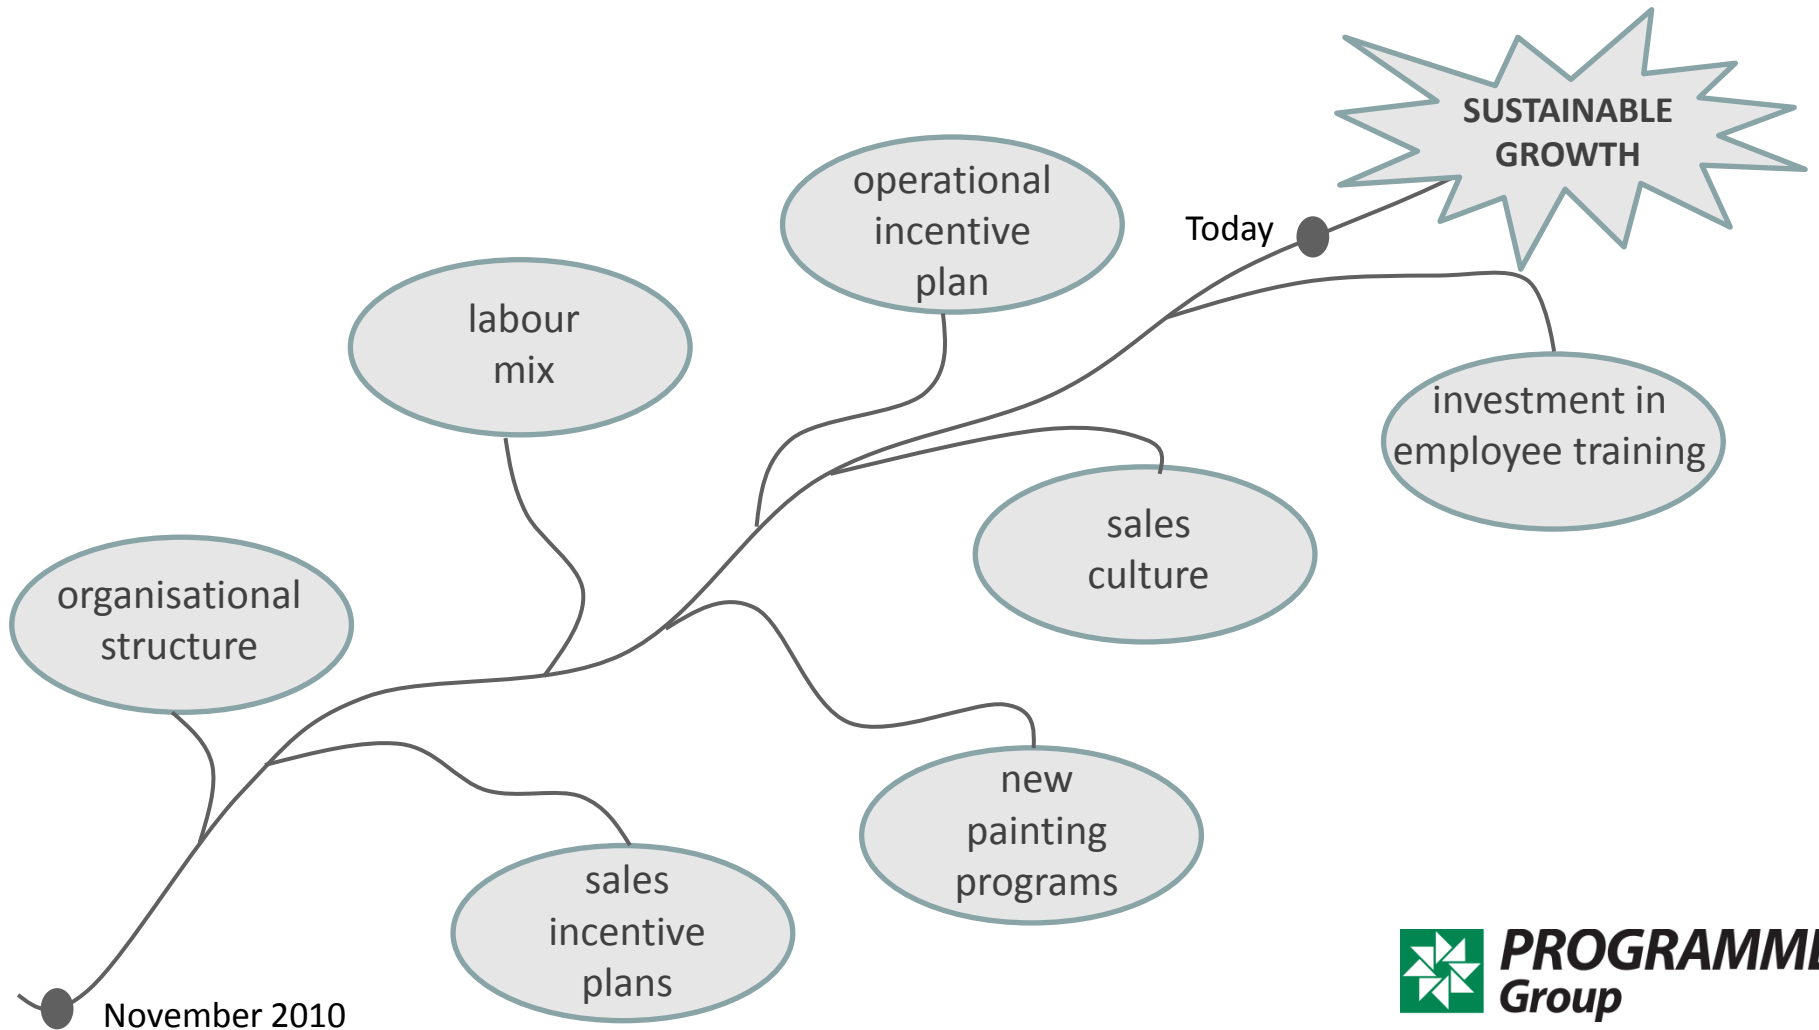 SUSTAINABLE
GROWTH
operational
incentive
plan
Today
labour
mix
investment in
employee training
sales
culture
organisational
structure
new
painting
programs
sales
incentive
plans
November 2010
PROGRAMME
Group